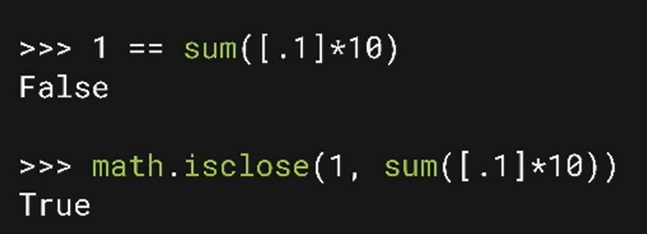 >>> 1 == sum([.1]*10)
False
>>> math.isclose(1, sum([.1]*10))
True